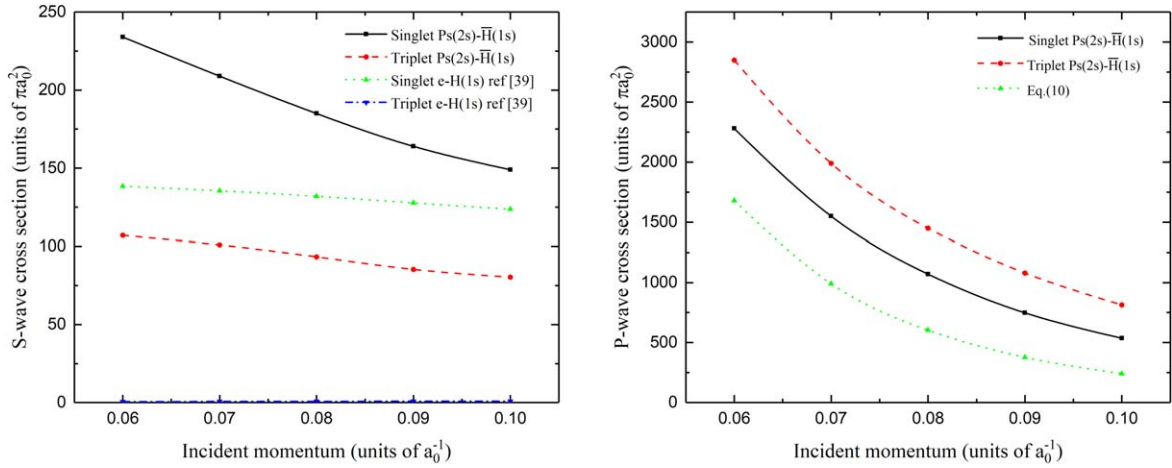 250
200
150
100
50
0
S-wave cross section (units of πa₀²)
Singlet Ps(2s)-H̅(1s)
Triplet Ps(2s)-H̅(1s)
Singlet e-H(1s) ref [39]
Triplet e-H(1s) ref [39]
0.06 0.07 0.08 0.09 0.10
Incident momentum (units of a₀⁻¹)
3000
2500
2000
1500
1000
500
0
P-wave cross section (units of πa₀²)
Singlet Ps(2s)-H̅(1s)
Triplet Ps(2s)-H̅(1s)
Eq.(10)
0.06 0.07 0.08 0.09 0.10
Incident momentum (units of a₀⁻¹)